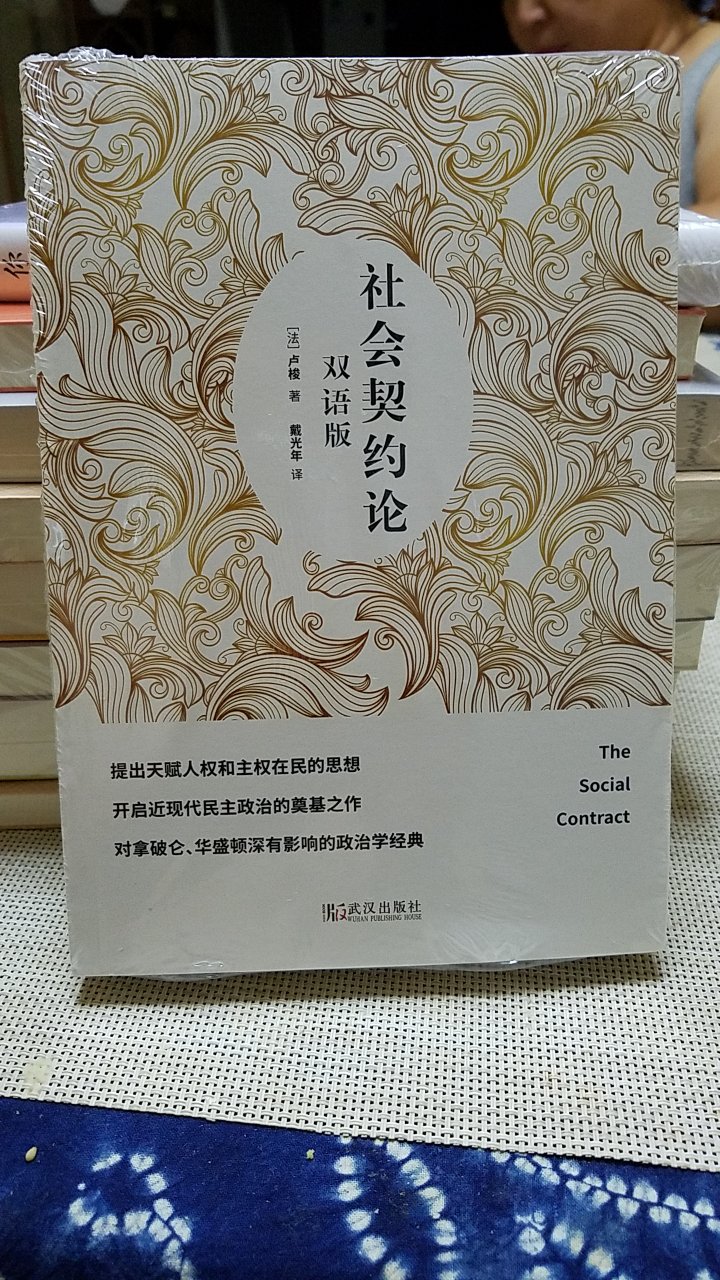 社会契约论
双语版
[法]卢梭 著 戴光年 译
提出天赋人权和主权在民的思想
开启近现代民主政治的奠基之作
对拿破仑、华盛顿深有影响的政治学经典
The
Social
Contract
版 武汉出版社
WUHAN PUBLISHING HOUSE
你